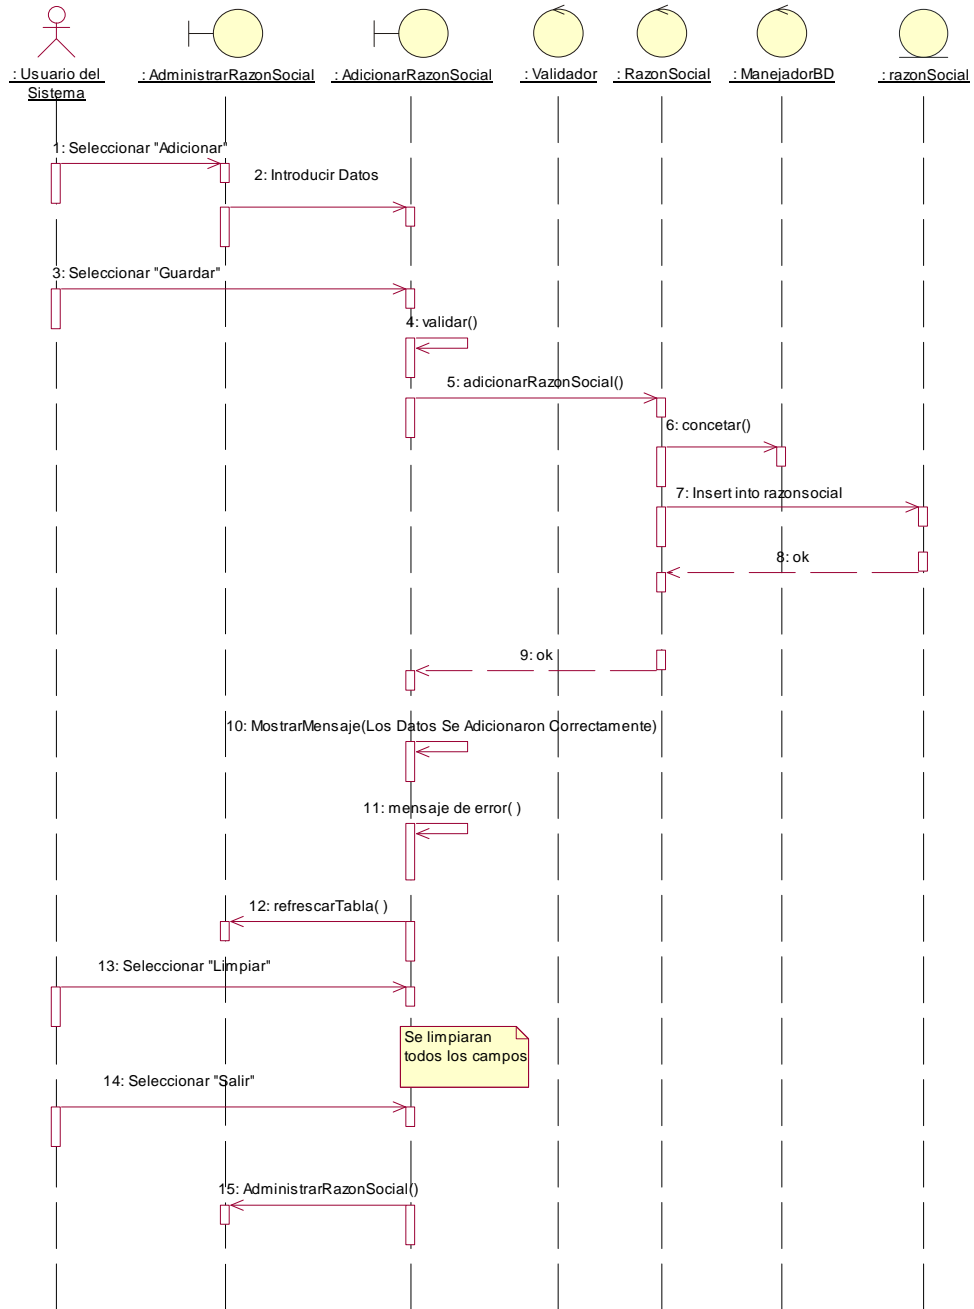 : Usuario del
Sistema
: AdministrarRazonSocial
: AdicionarRazonSocial
: Validador
: RazonSocial
: ManejadorBD
: razonSocial
1: Seleccionar "Adicionar"
2: Introducir Datos
3: Seleccionar "Guardar"
4: validar()
5: adicionarRazonSocial()
6: concetar()
7: Insert into razonsocial
8: ok
9: ok
10: MostrarMensaje(Los Datos Se Adicionaron Correctamente)
11: mensaje de error( )
12: refrescarTabla( )
13: Seleccionar "Limpiar"
Se limpiaran
todos los campos
14: Seleccionar "Salir"
15: AdministrarRazonSocial()